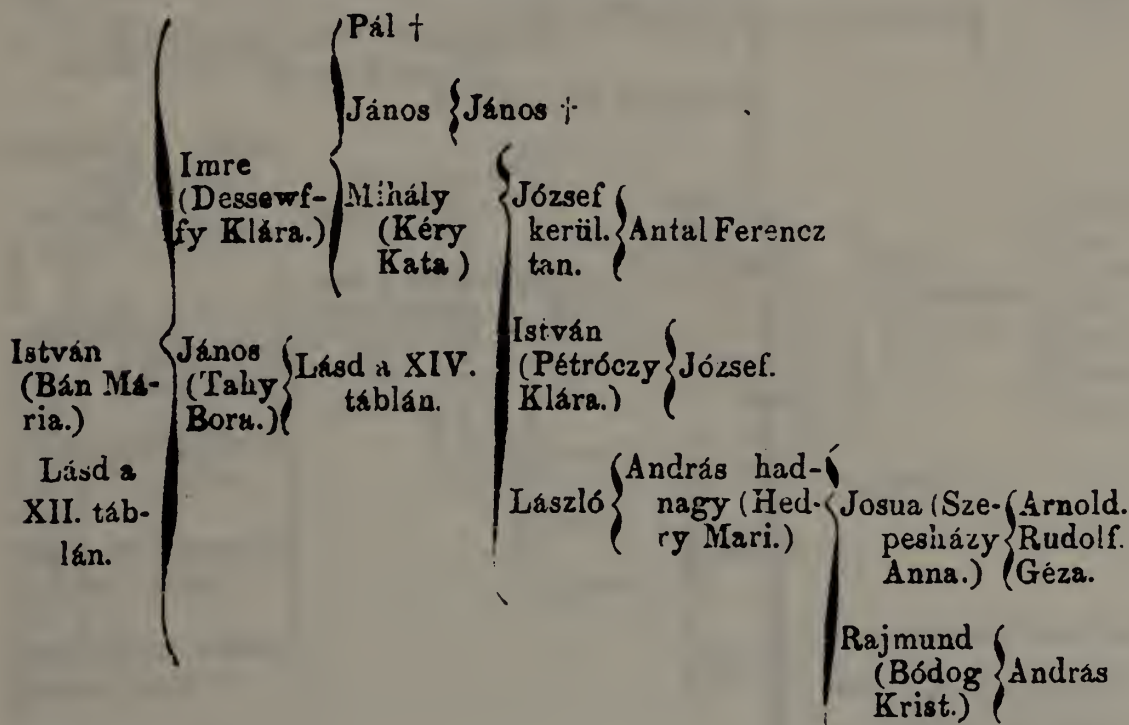 Pál †
János János †
Imre
(Dessewf-
fy Klára.)
Mihály
(Kéry
Kata)
József
kerül.
tan.
Antal Ferencz
István
(Bán Má-
ria.)
Lásd a
XII. táb-
lán.
János
(Tahy
Bora.)
Lásd a XIV.
táblán.
István
(Pétróczy
Klára.)
József.
László
András had-
nagy (Hed-
ry Mari.)
Josua (Sze-
pesházy
Anna.)
Arnold.
Rudolf.
Géza.
Rajmund
(Bódog
Krist.)
András